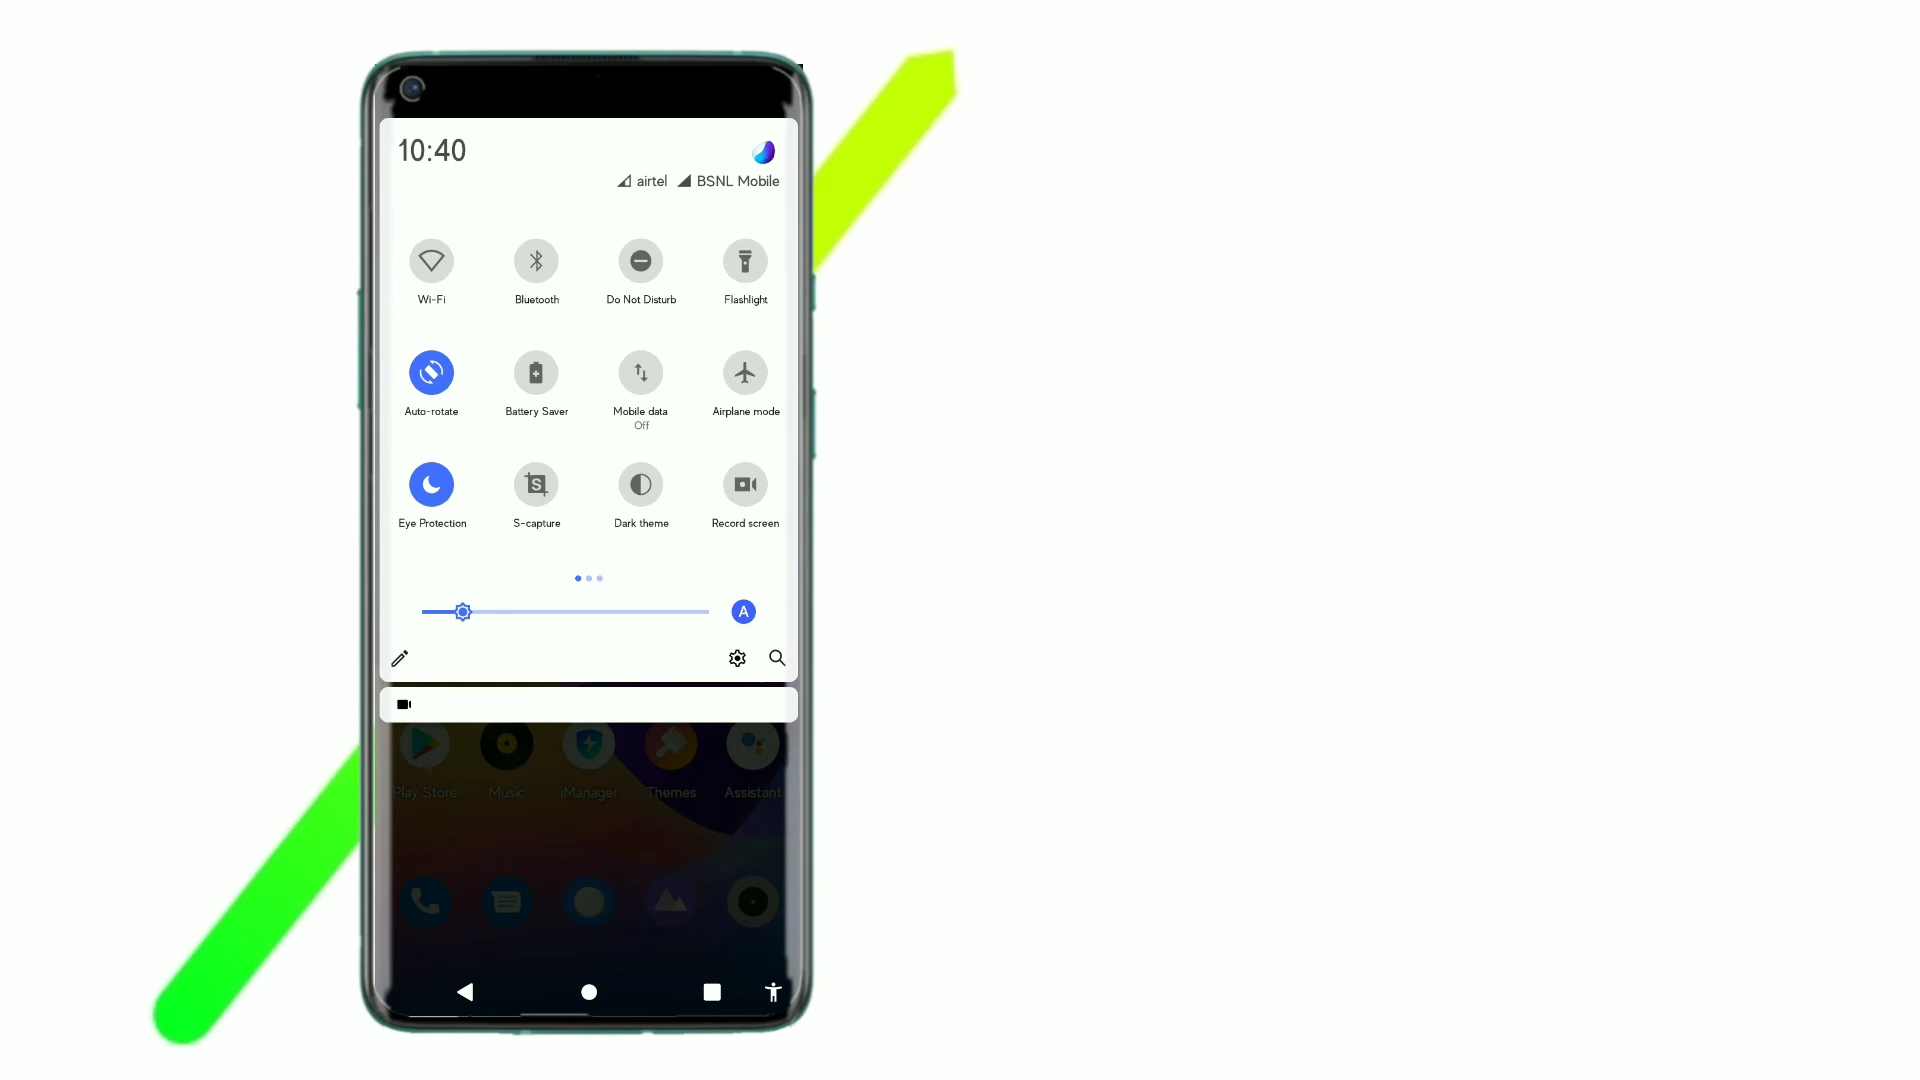 10:40
airtel BSNL Mobile
Wi-Fi Bluetooth Do Not Disturb Flashlight
Auto-rotate Battery Saver Mobile data Airplane mode
Off
Eye Protection S-capture Dark theme Record screen
A
Play Store Music iManager Themes Assistant